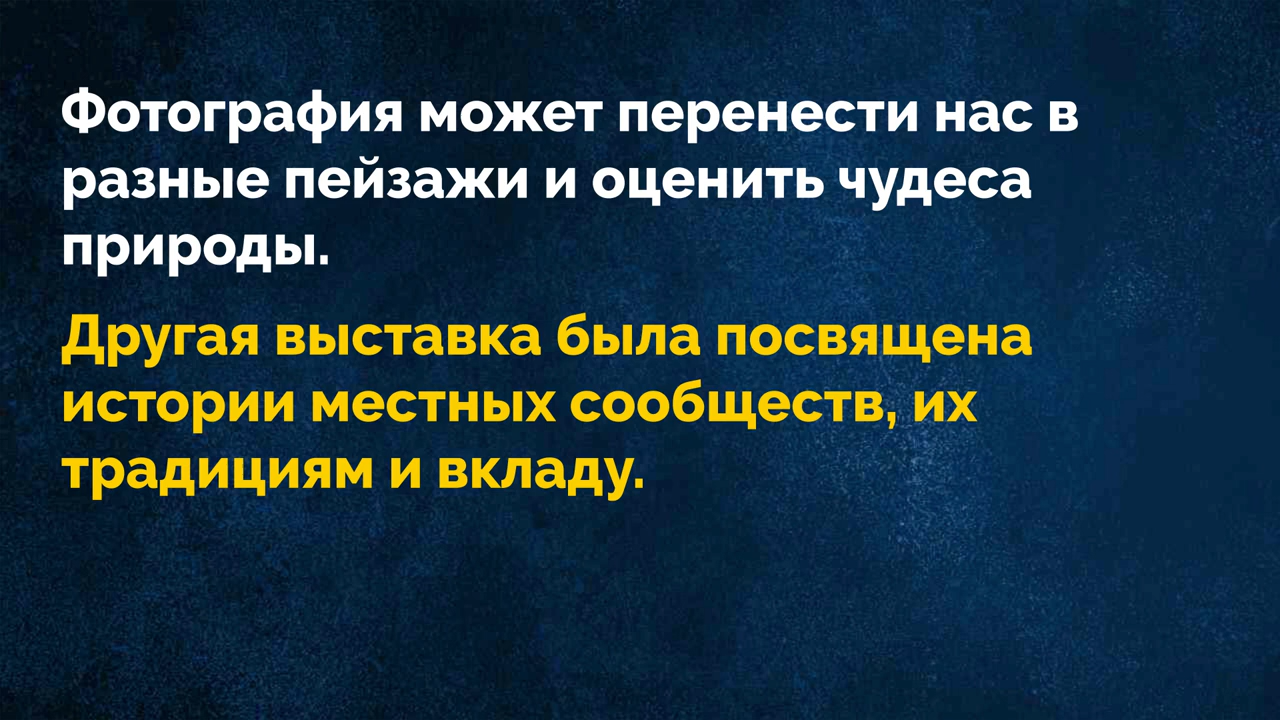 Фотография может перенести нас в
разные пейзажи и оценить чудеса
природы.
Другая выставка была посвящена
истории местных сообществ, их
традициям и вкладу.